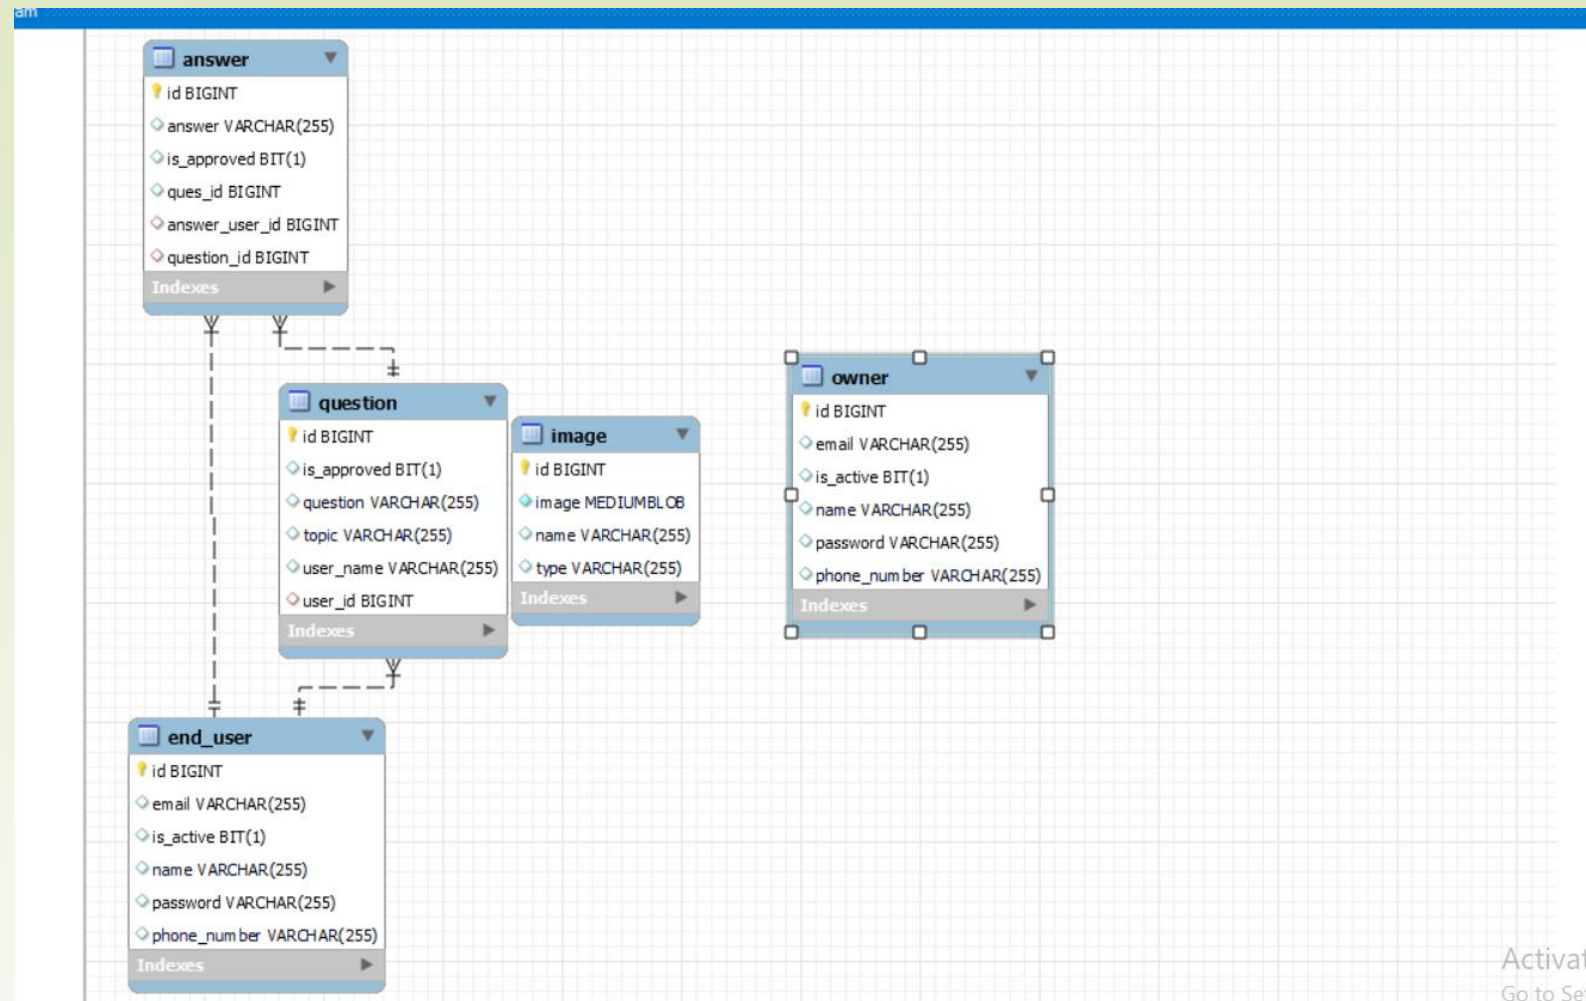 am
answer
id BIGINT
answer VARCHAR(255)
is_approved BIT(1)
ques_id BIGINT
answer_user_id BIGINT
question_id BIGINT
Indexes
question
id BIGINT
is_approved BIT(1)
question VARCHAR(255)
topic VARCHAR(255)
user_name VARCHAR(255)
user_id BIGINT
Indexes
image
id BIGINT
image MEDIUMBLOB
name VARCHAR(255)
type VARCHAR(255)
Indexes
owner
id BIGINT
email VARCHAR(255)
is_active BIT(1)
name VARCHAR(255)
password VARCHAR(255)
phone_number VARCHAR(255)
Indexes
end_user
id BIGINT
email VARCHAR(255)
is_active BIT(1)
name VARCHAR(255)
password VARCHAR(255)
phone_number VARCHAR(255)
Indexes
Activat
Go to Set